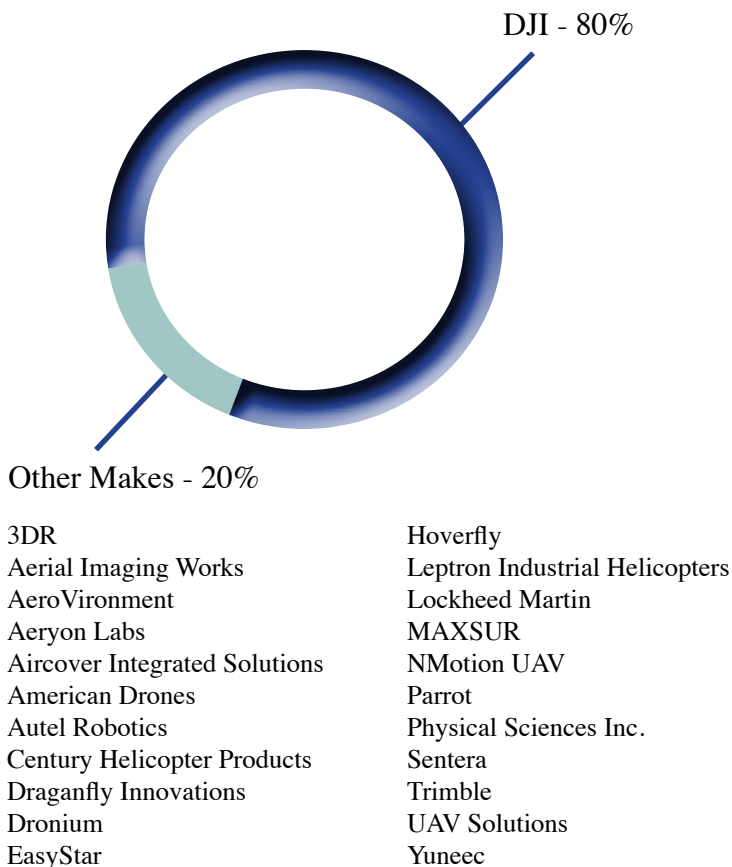 DJI - 80%
Other Makes - 20%
3DR
Aerial Imaging Works
AeroVironment
Aeryon Labs
Aircover Integrated Solutions
American Drones
Autel Robotics
Century Helicopter Products
Draganfly Innovations
Dronium
EasyStar
Hoverfly
Leptron Industrial Helicopters
Lockheed Martin
MAXSUR
NMotion UAV
Parrot
Physical Sciences Inc.
Sentera
Trimble
UAV Solutions
Yuneec